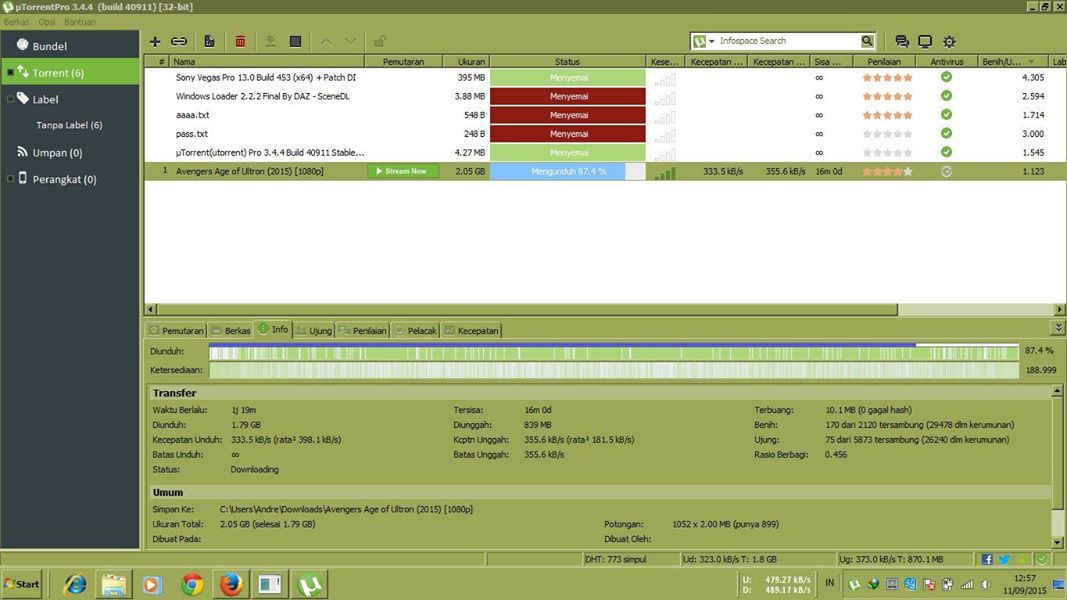 µTorrentPro 3.4.4 (build 40911) [32-bit]
Berkas Opsi Bantuan
Bundel
Torrent (6)
Label
Tanpa Label (6)
Umpan (0)
Perangkat (0)
Infospace Search
# Nama Pemutaran Ukuran Status Kese... Kecepatan ... Kecepatan ... Sisa ... Penilaian Antivirus Benih/U... Lab
Sony Vegas Pro 13.0 Build 453 (x64) + Patch DI 395 MB Menyemai ∞ 4.305
Windows Loader 2.2.2 Final By DAZ - SceneDL 3.88 MB Menyemai ∞ 2.594
aaaa.txt 548 B Menyemai ∞ 1.714
pass.txt 248 B Menyemai ∞ 3.000
µTorrent(utorrent) Pro 3.4.4 Build 40911 Stable... 4.27 MB Menyemai ∞ 1.545
1 Avengers Age of Ultron (2015) [1080p] Stream Now 2.05 GB Mengunduh 87.4 % 333.5 kB/s 355.6 kB/s 16m 0d 1.123
Pemutaran Berkas Info Ujung Penilaian Pelacak Kecepatan
Diunduh: 87.4 %
Ketersediaan: 188.999
Transfer
Waktu Berlalu: 1j 19m Tersisa: 16m 0d Terbuang: 10.1 MB (0 gagal hash)
Diunduh: 1.79 GB Diunggah: 839 MB Benih: 170 dari 2120 tersambung (29478 dlm kerumunan)
Kecepatan Unduh: 333.5 kB/s (rata² 398.1 kB/s) Kcptn Unggah: 355.6 kB/s (rata² 181.5 kB/s) Ujung: 75 dari 5873 tersambung (26240 dlm kerumunan)
Batas Unduh: ∞ Batas Unggah: 355.6 kB/s Rasio Berbagi: 0.456
Status: Downloading
Umum
Simpan Ke: C:\Users\Andre\Downloads\Avengers Age of Ultron (2015) [1080p]
Ukuran Total: 2.05 GB (selesai 1.79 GB) Potongan: 1052 x 2.00 MB (punya 899)
Dibuat Pada: Dibuat Oleh:
DHT: 773 simpul Ud: 323.0 kB/s T: 1.8 GB Ug: 373.0 kB/s T: 870.1 MB
Start
U: 479.27 kB/s
D: 489.17 kB/s
IN
12:57
11/09/2015